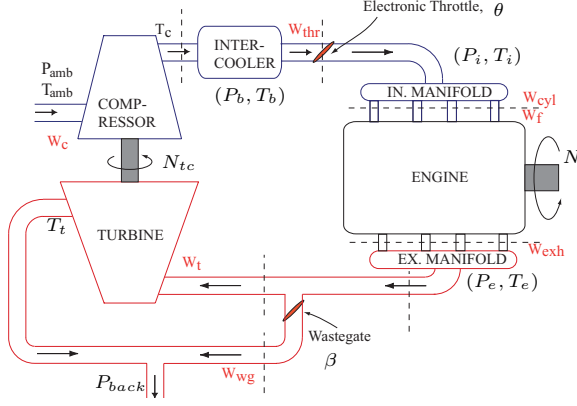 Electronic Throttle, θ
T_c
INTER-
COOLER
W_thr
(P_i, T_i)
P_amb
T_amb
(P_b, T_b)
IN. MANIFOLD
W_cyl
W_f
COMP-
RESSOR
W_c
N_tc
ENGINE
N
T_t
TURBINE
W_t
W_exh
EX. MANIFOLD
(P_e, T_e)
Wastegate
β
W_wg
P_back